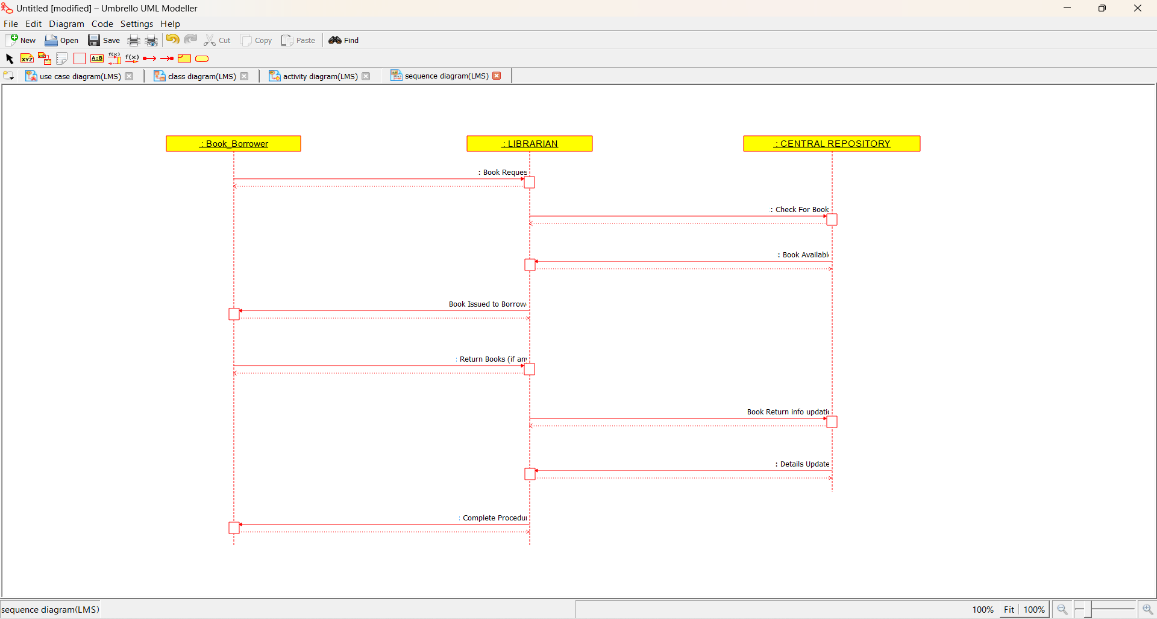 Untitled [modified] – Umbrello UML Modeller
File Edit Diagram Code Settings Help
New Open Save Cut Copy Paste Find
XYZ A⊞B f(x) f(x)
use case diagram(LMS) class diagram(LMS) activity diagram(LMS) sequence diagram(LMS)
: Book_Borrower : LIBRARIAN : CENTRAL REPOSITORY
: Book Reques
: Check For Book
: Book Availabl
Book Issued to Borrow
: Return Books (if an
Book Return info updati
: Details Update
: Complete Procedu
sequence diagram(LMS) 100% Fit 100%